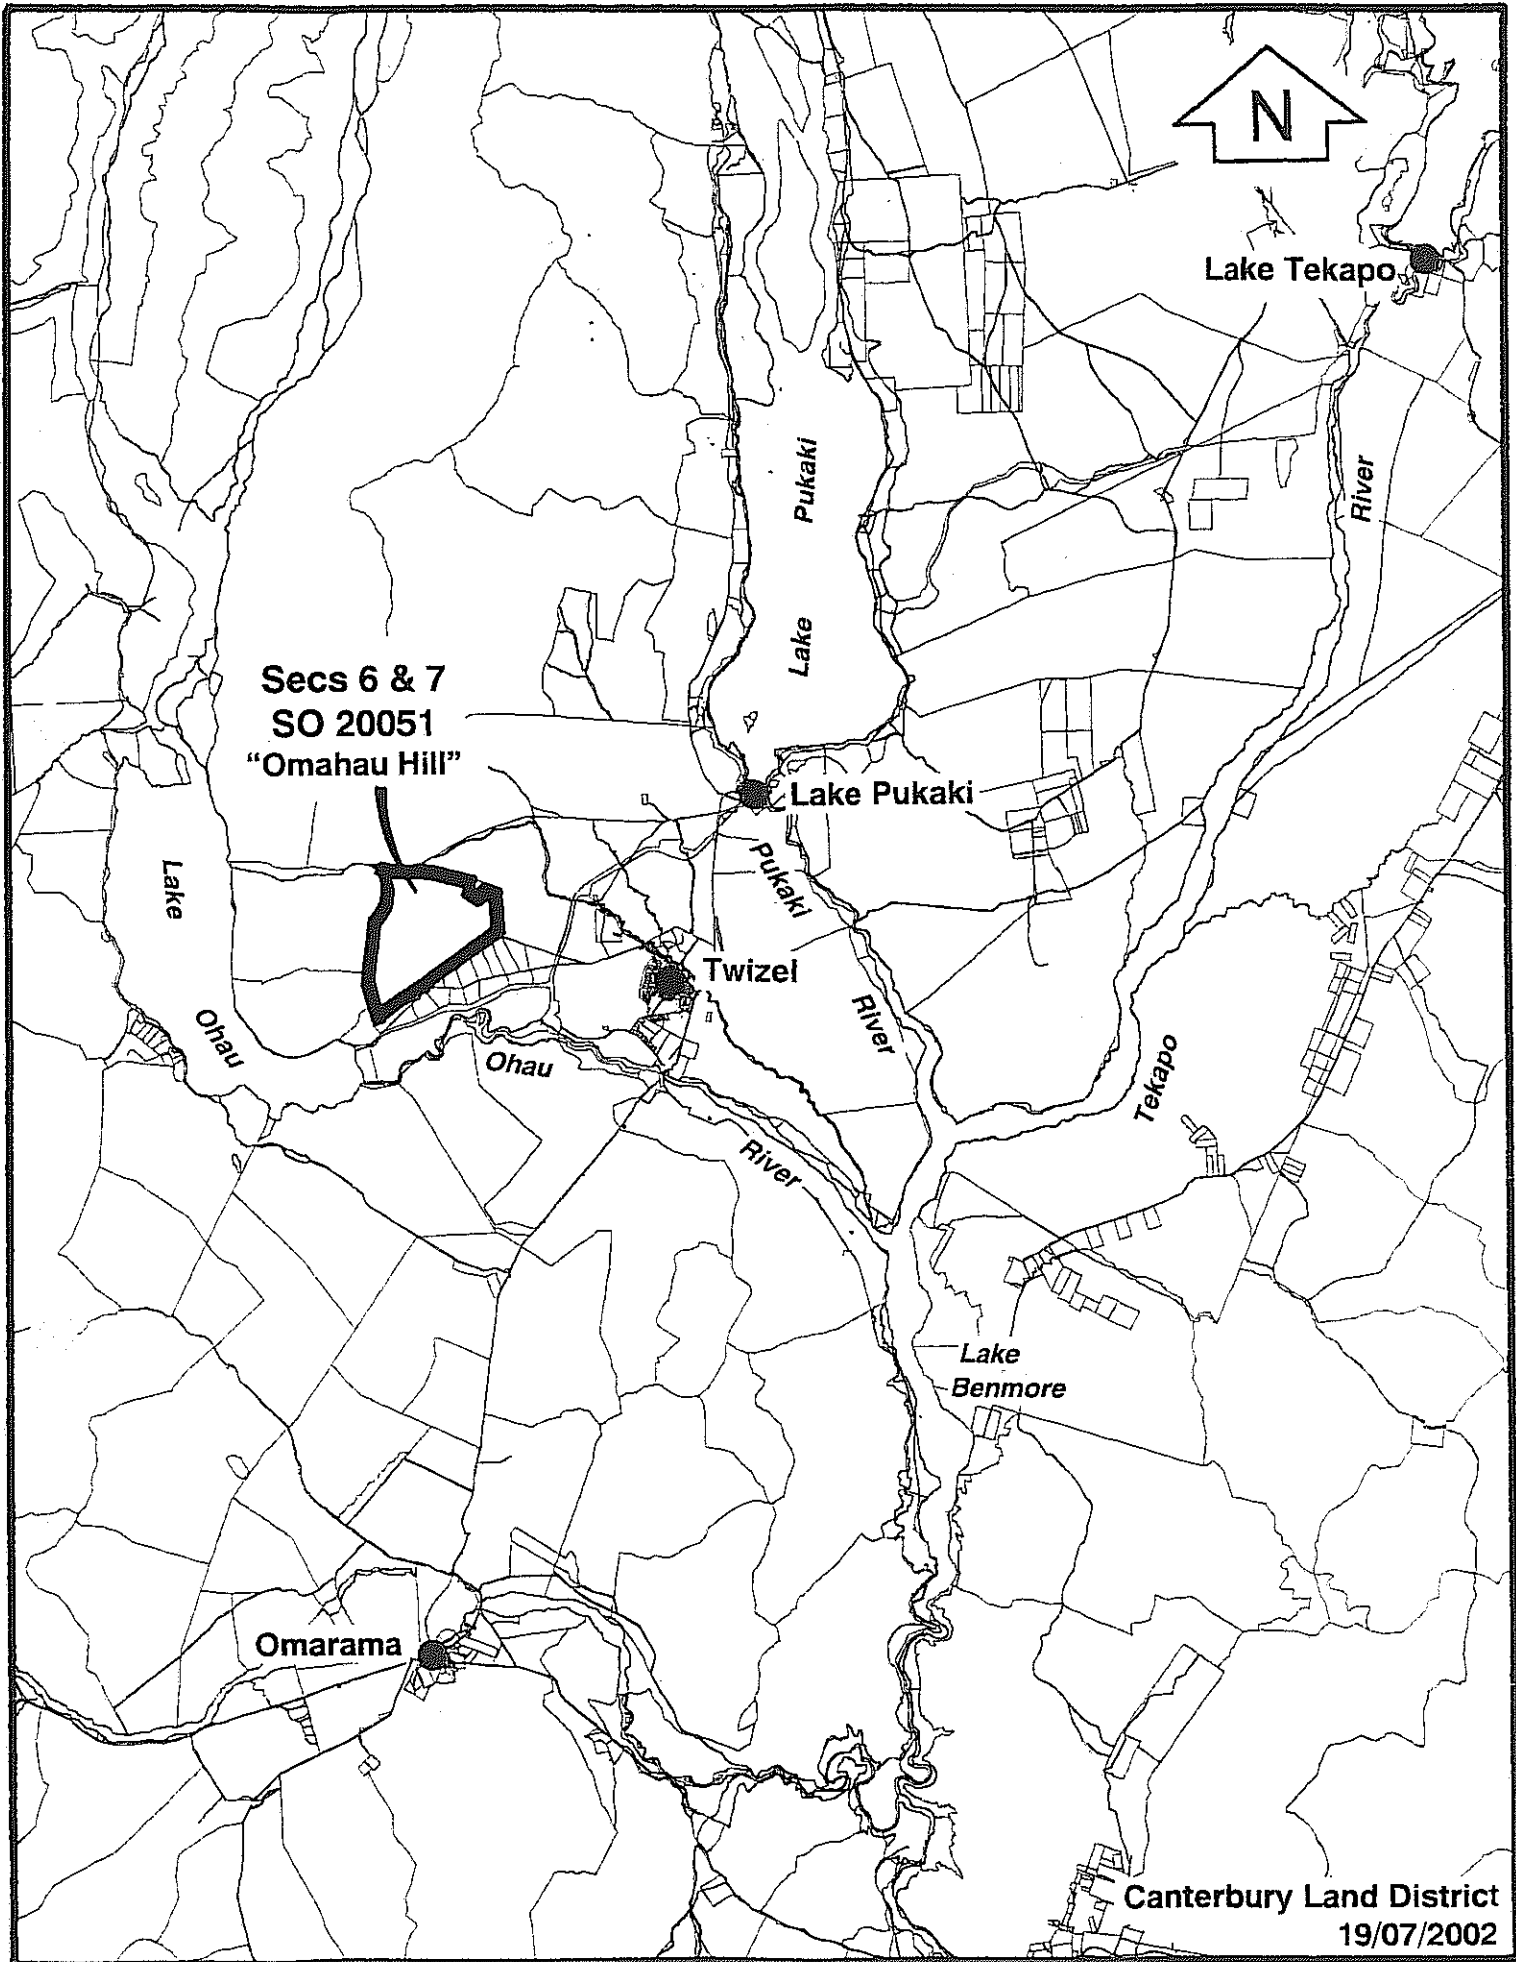 N
Lake Tekapo
Lake Pukaki
River
Secs 6 & 7
SO 20051
“Omahau Hill”
Lake Pukaki
Lake Ohau
Pukaki River
Twizel
Ohau River
Tekapo
Lake
Benmore
Omarama
Canterbury Land District
19/07/2002